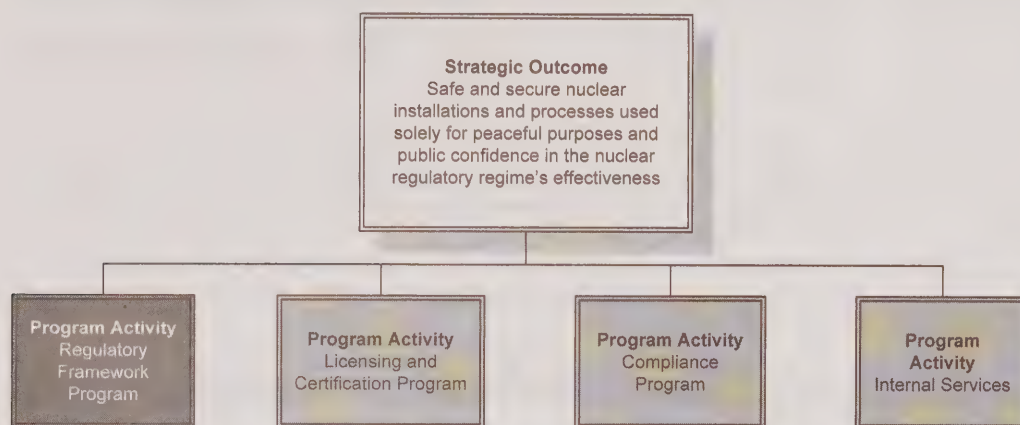 Strategic Outcome
Safe and secure nuclear
installations and processes used
solely for peaceful purposes and
public confidence in the nuclear
regulatory regime's effectiveness
Program Activity
Regulatory
Framework
Program
Program Activity
Licensing and
Certification Program
Program Activity
Compliance
Program
Program
Activity
Internal Services